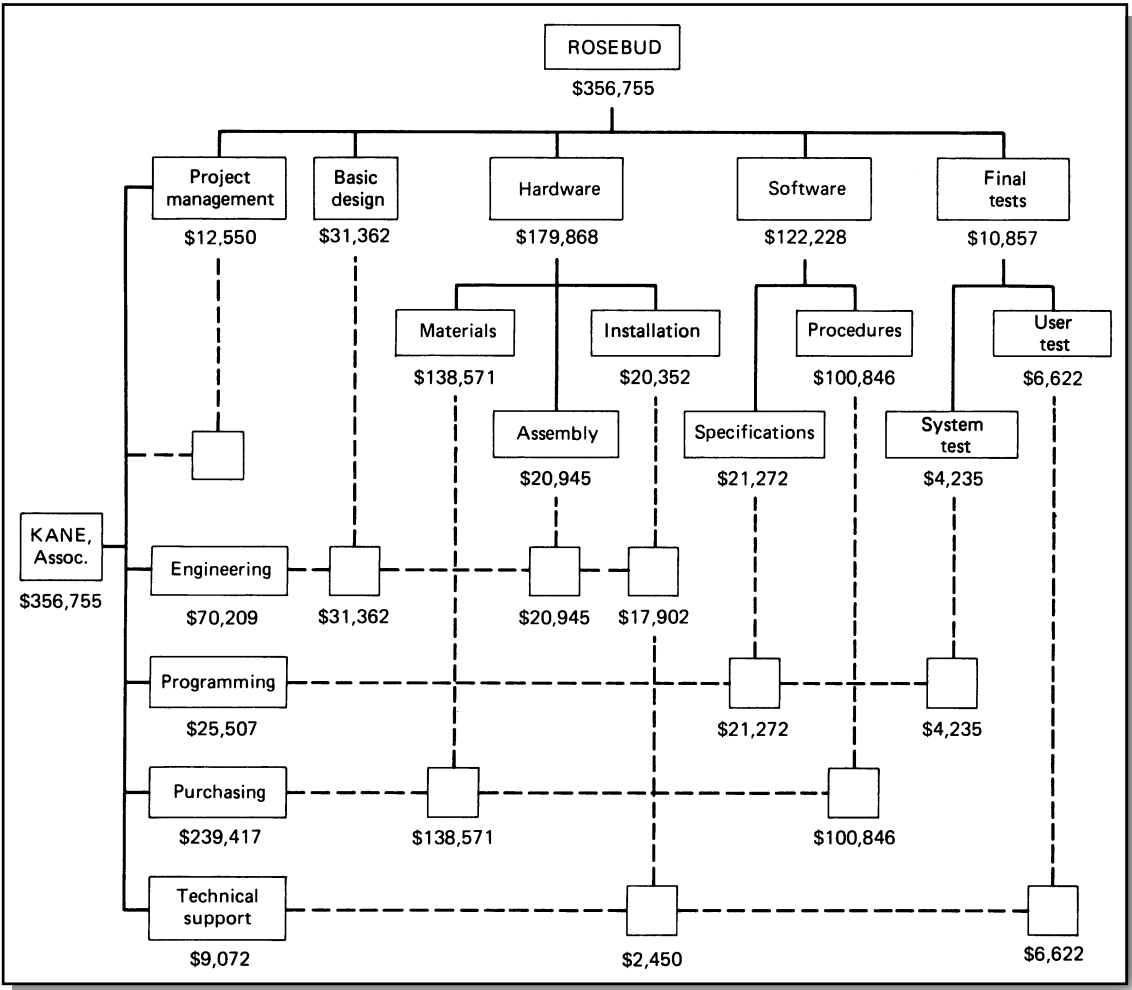 ROSEBUD
$356,755
Project
management
$12,550
Basic
design
$31,362
Hardware
$179,868
Software
$122,228
Final
tests
$10,857
Materials
$138,571
Installation
$20,352
Procedures
$100,846
User
test
$6,622
Assembly
$20,945
Specifications
$21,272
System
test
$4,235
KANE,
Assoc.
$356,755
Engineering
$70,209
$31,362
$20,945
$17,902
Programming
$25,507
$21,272
$4,235
Purchasing
$239,417
$138,571
$100,846
Technical
support
$9,072
$2,450
$6,622